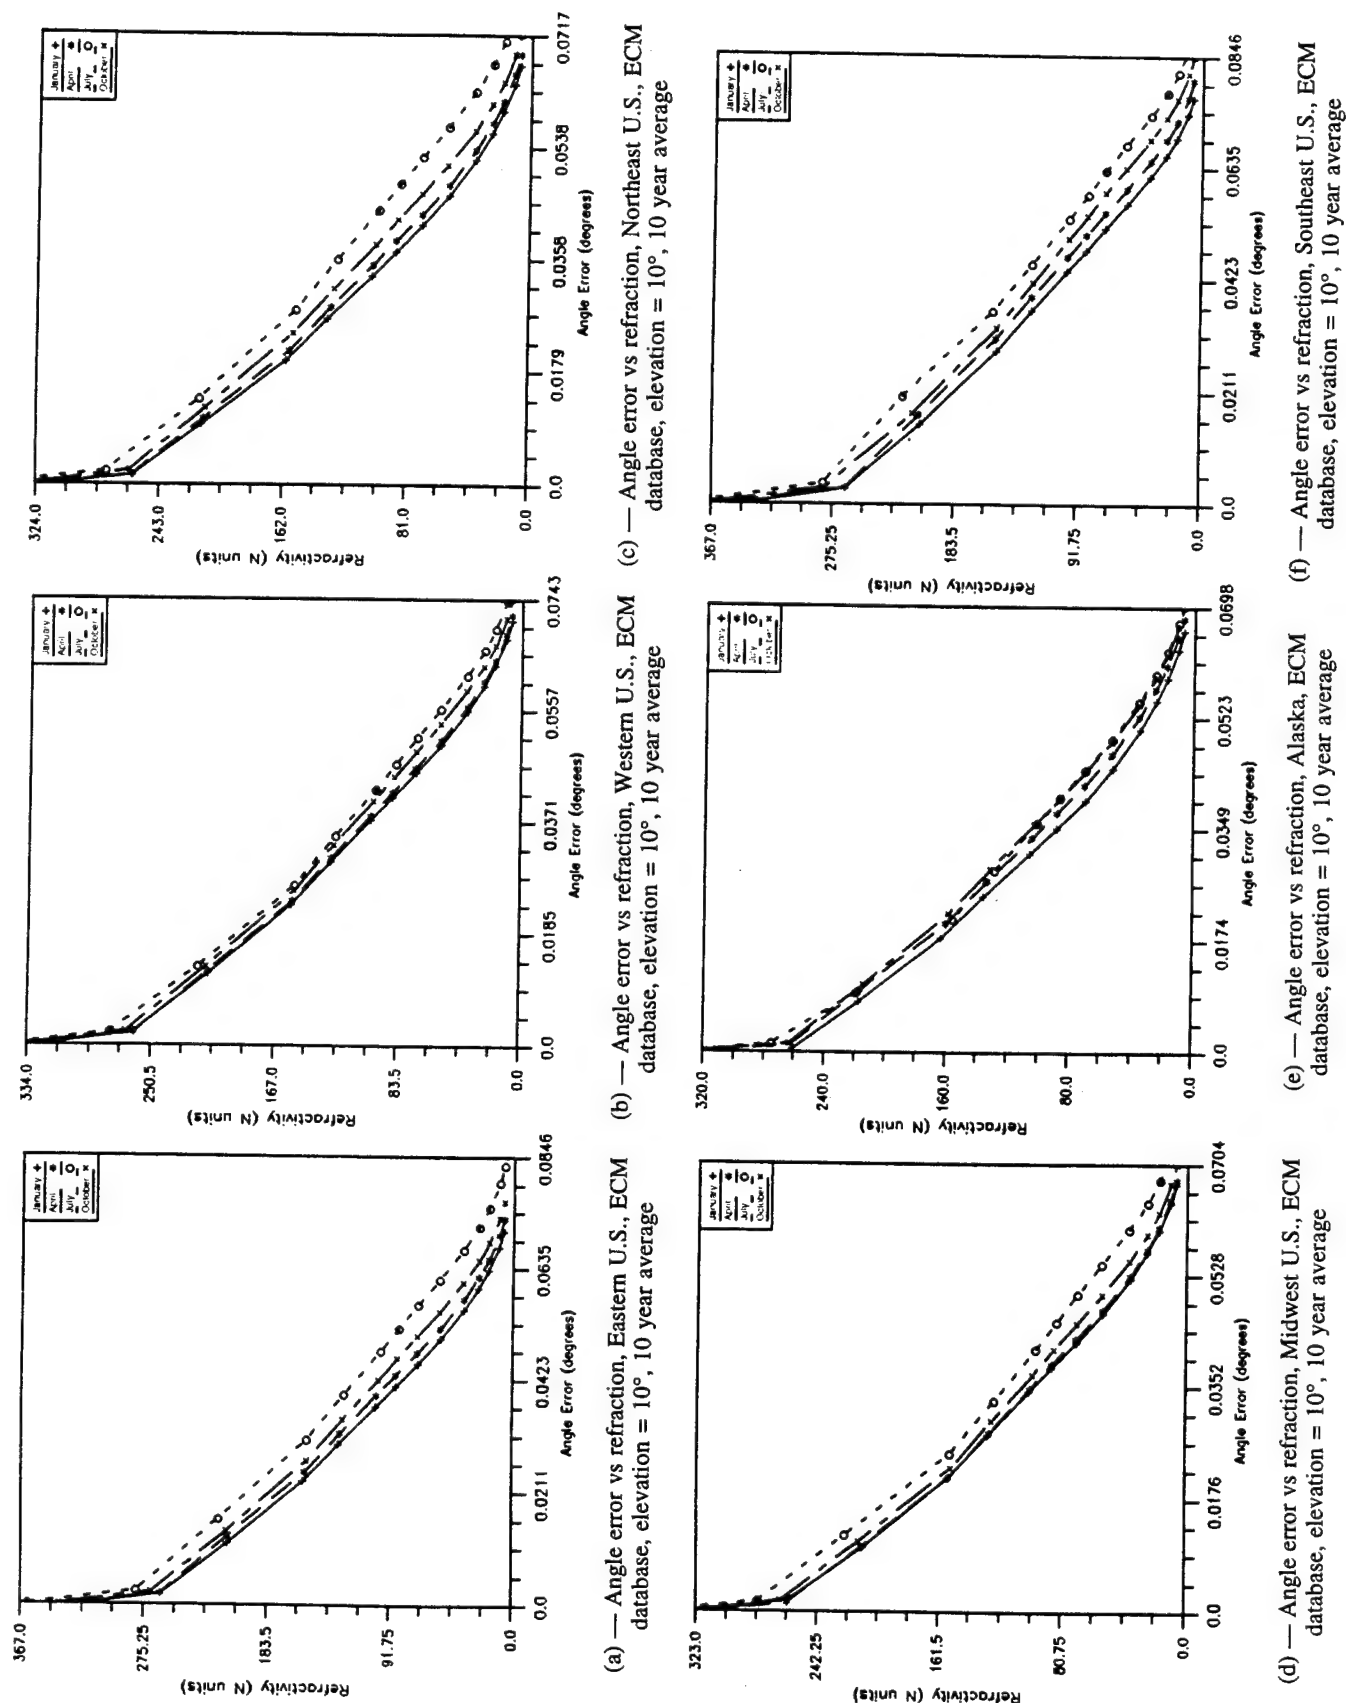 367.0
275.25
183.5
91.75
0.0
Refractivity (N units)
0.0
0.0211
0.0423
0.0635
0.0846
Angle Error (degrees)
January +
April *
July o
October ×
(a) — Angle error vs refraction, Eastern U.S., ECM
database, elevation = 10°, 10 year average
334.0
250.5
167.0
83.5
0.0
Refractivity (N units)
0.0
0.0185
0.0371
0.0557
0.0743
Angle Error (degrees)
January +
April *
July o
October ×
(b) — Angle error vs refraction, Western U.S., ECM
database, elevation = 10°, 10 year average
324.0
243.0
162.0
81.0
0.0
Refractivity (N units)
0.0
0.0179
0.0358
0.0538
0.0717
Angle Error (degrees)
January +
April *
July o
October ×
(c) — Angle error vs refraction, Northeast U.S., ECM
database, elevation = 10°, 10 year average
323.0
242.25
161.5
80.75
0.0
Refractivity (N units)
0.0
0.0176
0.0352
0.0528
0.0704
Angle Error (degrees)
January +
April *
July o
October ×
(d) — Angle error vs refraction, Midwest U.S., ECM
database, elevation = 10°, 10 year average
320.0
240.0
160.0
80.0
0.0
Refractivity (N units)
0.0
0.0174
0.0349
0.0523
0.0698
Angle Error (degrees)
January +
April *
July o
October ×
(e) — Angle error vs refraction, Alaska, ECM
database, elevation = 10°, 10 year average
367.0
275.25
183.5
91.75
0.0
Refractivity (N units)
0.0
0.0211
0.0423
0.0635
0.0846
Angle Error (degrees)
January +
April *
July o
October ×
(f) — Angle error vs refraction, Southeast U.S., ECM
database, elevation = 10°, 10 year average